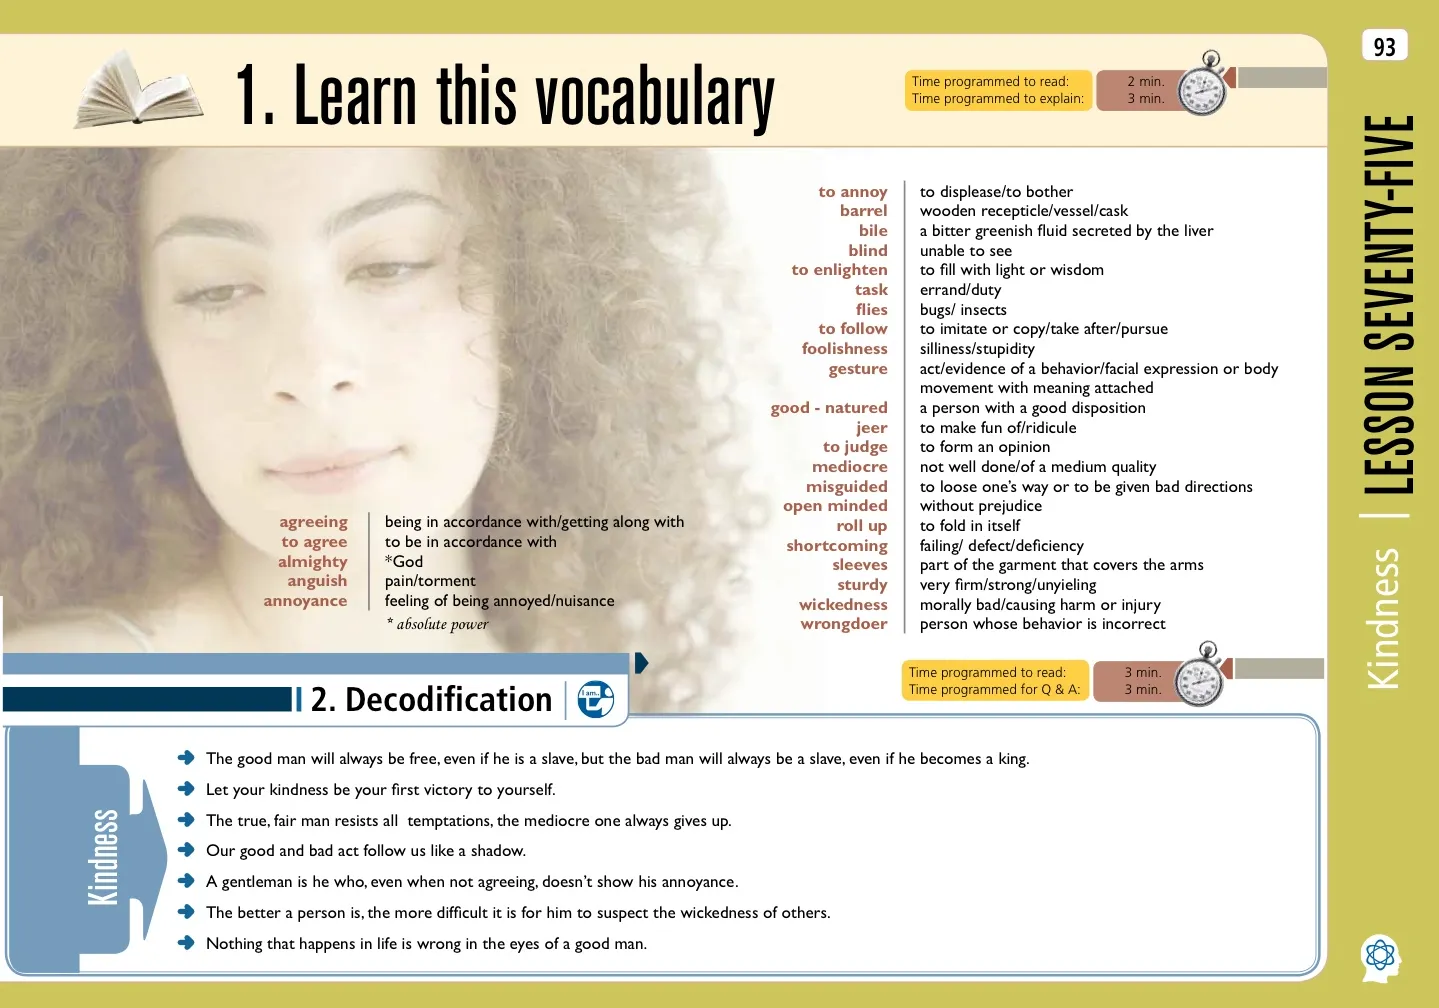 93
1. Learn this vocabulary
Time programmed to read: 2 min.
Time programmed to explain: 3 min.
agreeing being in accordance with/getting along with
to agree to be in accordance with
almighty *God
anguish pain/torment
annoyance feeling of being annoyed/nuisance
* absolute power
to annoy to displease/to bother
barrel wooden recepticle/vessel/cask
bile a bitter greenish fluid secreted by the liver
blind unable to see
to enlighten to fill with light or wisdom
task errand/duty
flies bugs/ insects
to follow to imitate or copy/take after/pursue
foolishness silliness/stupidity
gesture act/evidence of a behavior/facial expression or body
movement with meaning attached
good - natured a person with a good disposition
jeer to make fun of/ridicule
to judge to form an opinion
mediocre not well done/of a medium quality
misguided to loose one's way or to be given bad directions
open minded without prejudice
roll up to fold in itself
shortcoming failing/ defect/deficiency
sleeves part of the garment that covers the arms
sturdy very firm/strong/unyieling
wickedness morally bad/causing harm or injury
wrongdoer person whose behavior is incorrect
Time programmed to read: 3 min.
Time programmed for Q & A: 3 min.
2. Decodification
I am..
Kindness
The good man will always be free, even if he is a slave, but the bad man will always be a slave, even if he becomes a king.
Let your kindness be your first victory to yourself.
The true, fair man resists all temptations, the mediocre one always gives up.
Our good and bad act follow us like a shadow.
A gentleman is he who, even when not agreeing, doesn't show his annoyance.
The better a person is, the more difficult it is for him to suspect the wickedness of others.
Nothing that happens in life is wrong in the eyes of a good man.
Kindness | LESSON SEVENTY-FIVE